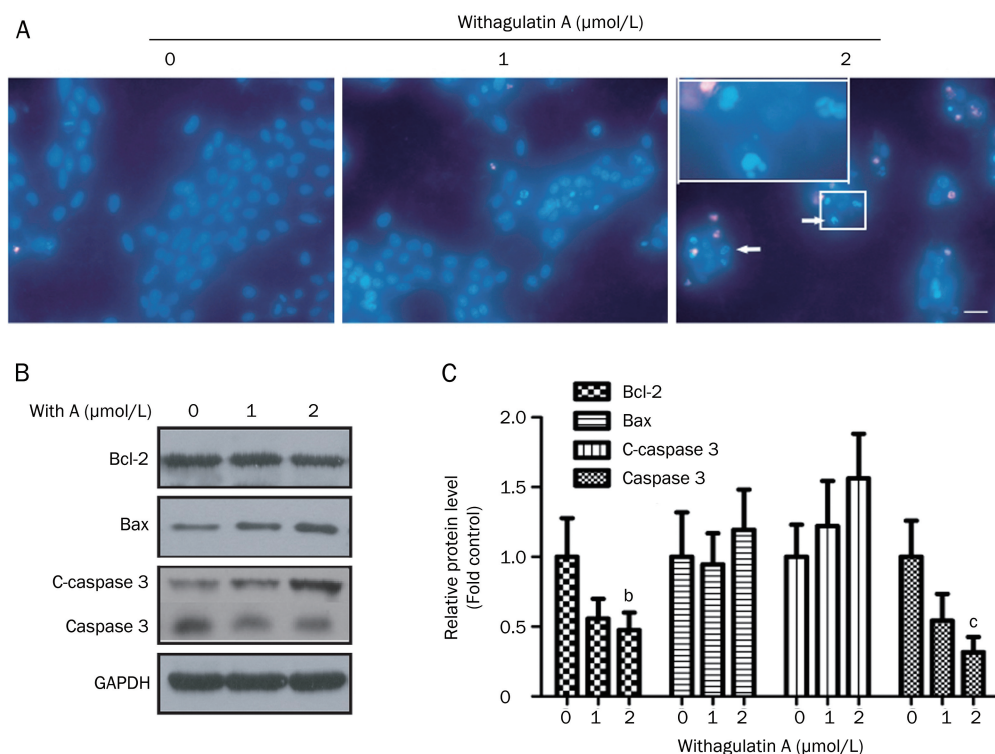 A
Withagulatin A (µmol/L)
0 1 2
B
With A (µmol/L) 0 1 2
Bcl-2
Bax
C-caspase 3
Caspase 3
GAPDH
C
Bcl-2
Bax
C-caspase 3
Caspase 3
Relative protein level
(Fold control)
2.0
1.5
1.0
0.5
0
b
c
0 1 2 0 1 2 0 1 2 0 1 2
Withagulatin A (µmol/L)